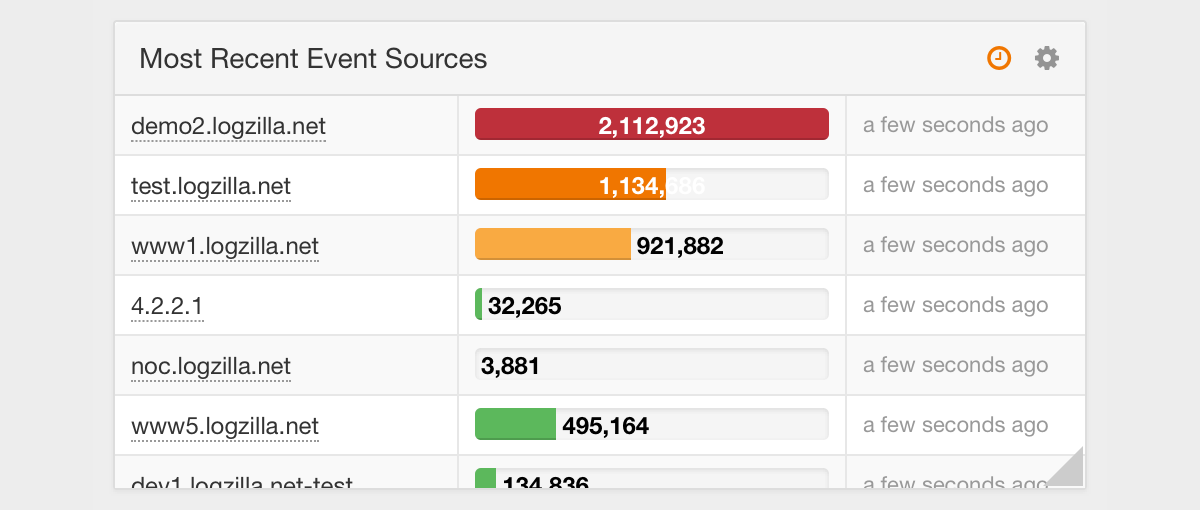 Most Recent Event Sources
demo2.logzilla.net 2,112,923 a few seconds ago
test.logzilla.net 1,134,686 a few seconds ago
www1.logzilla.net 921,882 a few seconds ago
4.2.2.1 32,265 a few seconds ago
noc.logzilla.net 3,881 a few seconds ago
www5.logzilla.net 495,164 a few seconds ago
dev1.logzilla.net-test 134,836 a few seconds ago